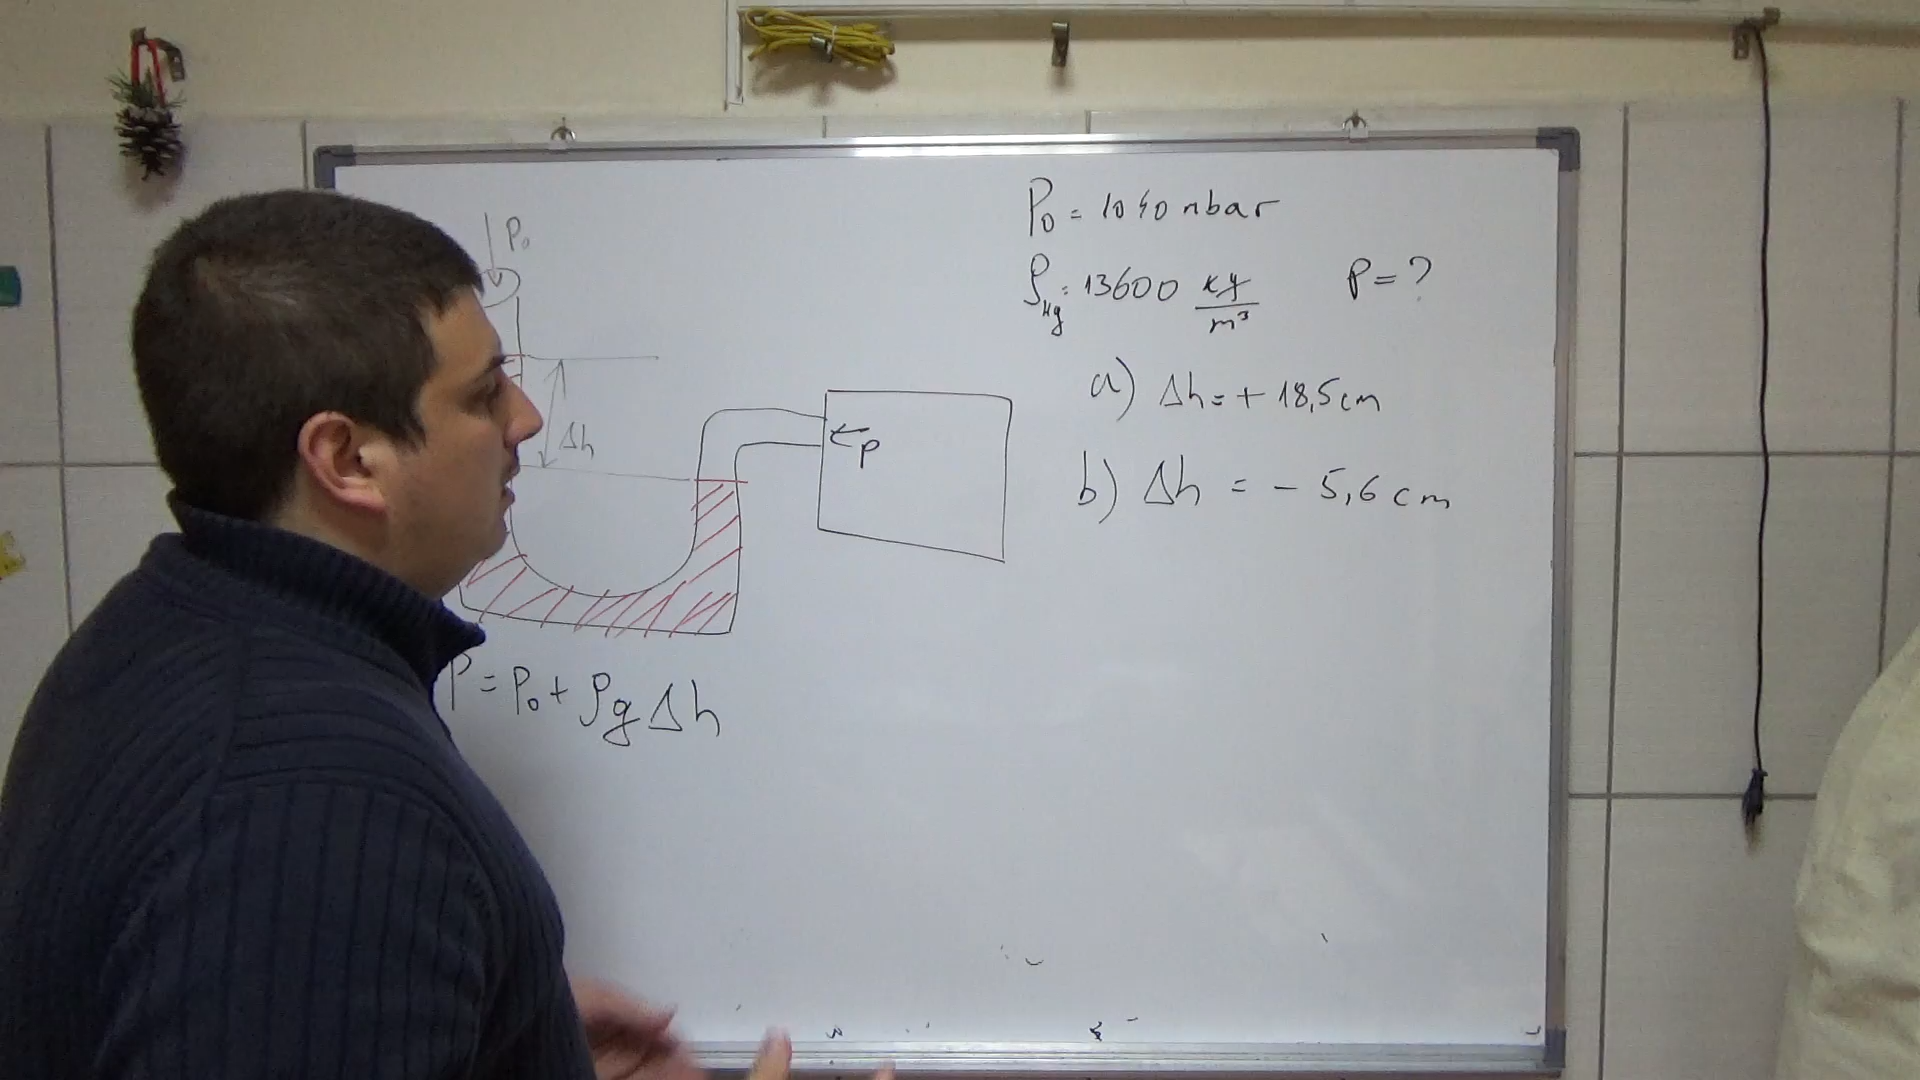 P₀ = 1040 mbar
ρHg = 13600 kg/m³ P = ?
a) Δh = + 18,5 cm
b) Δh = - 5,6 cm
P₀
Δh
P
P = P₀ + ρgΔh